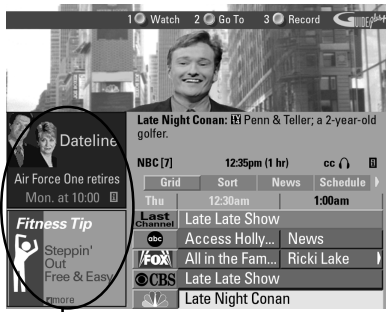 1 Watch 2 Go To 3 Record GUIDE Plus+
Late Night Conan: Penn & Teller; a 2-year-old
golfer.
NBC [7] 12:35pm (1 hr) cc
Dateline
Air Force One retires
Mon. at 10:00
Grid Sort News Schedule
Thu 12:30am 1:00am
Last Channel Late Late Show
abc Access Holly... News
FOX All in the Fam... Ricki Lake
CBS Late Late Show
Late Night Conan
Fitness Tip
Steppin'
Out
Free & Easy
more